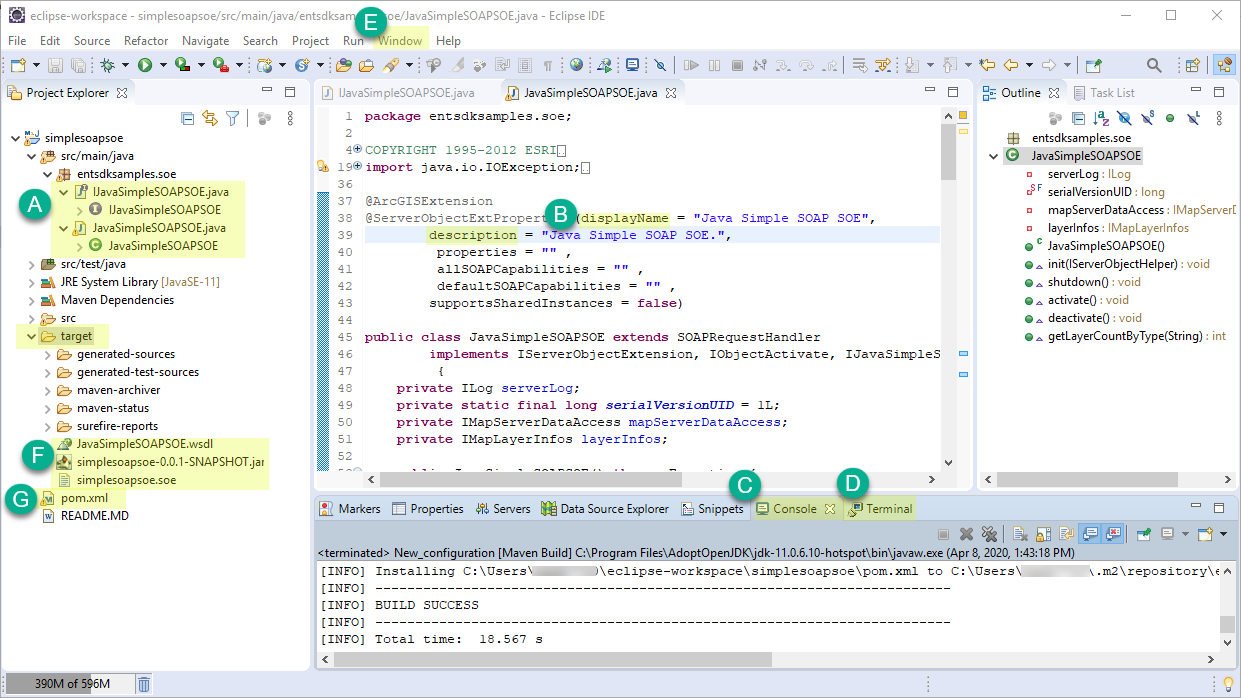 eclipse-workspace - simplesoapsoe/src/main/java/entsdksamples/soe/JavaSimpleSOAPSOE.java - Eclipse IDE
E
File Edit Source Refactor Navigate Search Project Run Window Help
Project Explorer
simplesoapsoe
src/main/java
entsdksamples.soe
A
IJavaSimpleSOAPSOE.java
IJavaSimpleSOAPSOE
JavaSimpleSOAPSOE.java
JavaSimpleSOAPSOE
src/test/java
JRE System Library [JavaSE-11]
Maven Dependencies
src
target
generated-sources
generated-test-sources
maven-archiver
maven-status
surefire-reports
F
JavaSimpleSOAPSOE.wsdl
simplesoapsoe-0.0.1-SNAPSHOT.jar
simplesoapsoe.soe
G
pom.xml
README.MD
IJavaSimpleSOAPSOE.java JavaSimpleSOAPSOE.java
1 package entsdksamples.soe;
2
4 COPYRIGHT 1995-2012 ESRI
19 import java.io.IOException;
36
37 @ArcGISExtension
38 @ServerObjectExtProperties(displayName = "Java Simple SOAP SOE",
B
39 description = "Java Simple SOAP SOE.",
40 properties = "" ,
41 allSOAPCapabilities = "" ,
42 defaultSOAPCapabilities = "" ,
43 supportsSharedInstances = false)
44
45 public class JavaSimpleSOAPSOE extends SOAPRequestHandler
46 implements IServerObjectExtension, IObjectActivate, IJavaSimpleS
47 {
48 private ILog serverLog;
49 private static final long serialVersionUID = 1L;
50 private IMapServerDataAccess mapServerDataAccess;
51 private IMapLayerInfos layerInfos;
52
Outline Task List
entsdksamples.soe
JavaSimpleSOAPSOE
serverLog : ILog
serialVersionUID : long
mapServerDataAccess : IMapServerD
layerInfos : IMapLayerInfos
JavaSimpleSOAPSOE()
init(IServerObjectHelper) : void
shutdown() : void
activate() : void
deactivate() : void
getLayerCountByType(String) : int
C
D
Markers Properties Servers Data Source Explorer Snippets Console Terminal
<terminated> New_configuration [Maven Build] C:\Program Files\AdoptOpenJDK\jdk-11.0.6.10-hotspot\bin\javaw.exe (Apr 8, 2020, 1:43:18 PM)
[INFO] Installing C:\Users\ \eclipse-workspace\simplesoapsoe\pom.xml to C:\Users\ \.m2\repository\e
[INFO] ------------------------------------------------------------------------
[INFO] BUILD SUCCESS
[INFO] ------------------------------------------------------------------------
[INFO] Total time: 18.567 s
390M of 596M